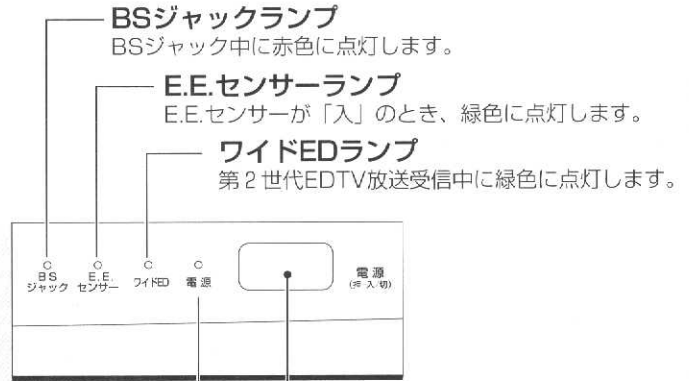 BSジャックランプ
BSジャック中に赤色に点灯します。
E.E.センサーランプ
E.E.センサーが「入」のとき、緑色に点灯します。
ワイドEDランプ
第2世代EDTV放送受信中に緑色に点灯します。
BS
ジャック
E.E.
センサー
ワイドED
電源
電源
(押 入/切)